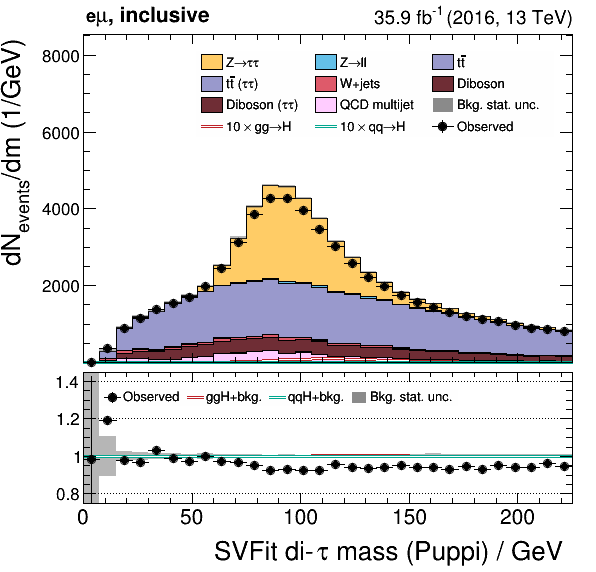 eμ, inclusive 35.9 fb⁻¹ (2016, 13 TeV)
8000
6000
4000
2000
dN_events/dm (1/GeV)
Z→ττ Z→ll tt̅
tt̅ (ττ) W+jets Diboson
Diboson (ττ) QCD multijet Bkg. stat. unc.
10 × gg→H 10 × qq→H Observed
1.4
1.2
1.0
0.8
Observed ggH+bkg. qqH+bkg. Bkg. stat. unc.
0 50 100 150 200
SVFit di-τ mass (Puppi) / GeV